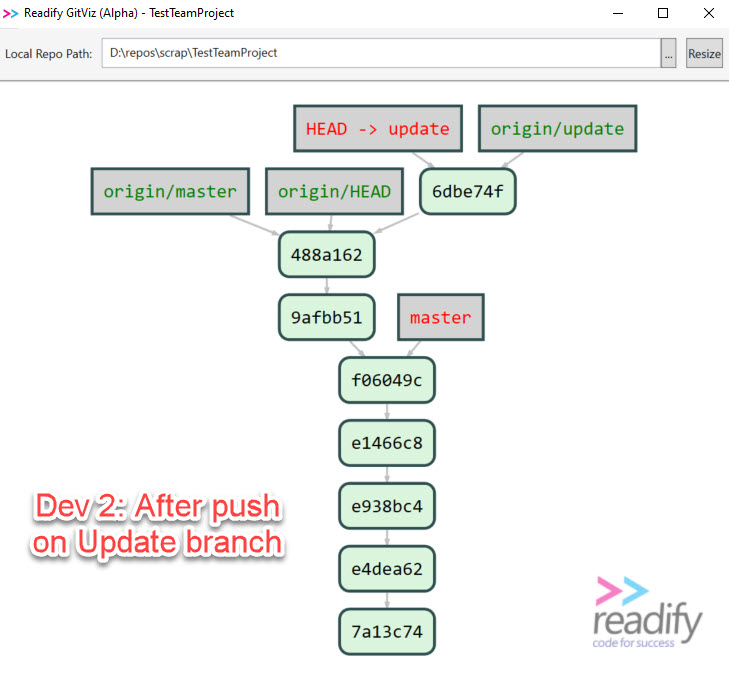 Readify GitViz (Alpha) - TestTeamProject
Local Repo Path: D:\repos\scrap\TestTeamProject ... Resize
HEAD -> update origin/update
origin/master origin/HEAD 6dbe74f
488a162
9afbb51 master
f06049c
e1466c8
e938bc4
Dev 2: After push
on Update branch
e4dea62
7a13c74
readify
code for success